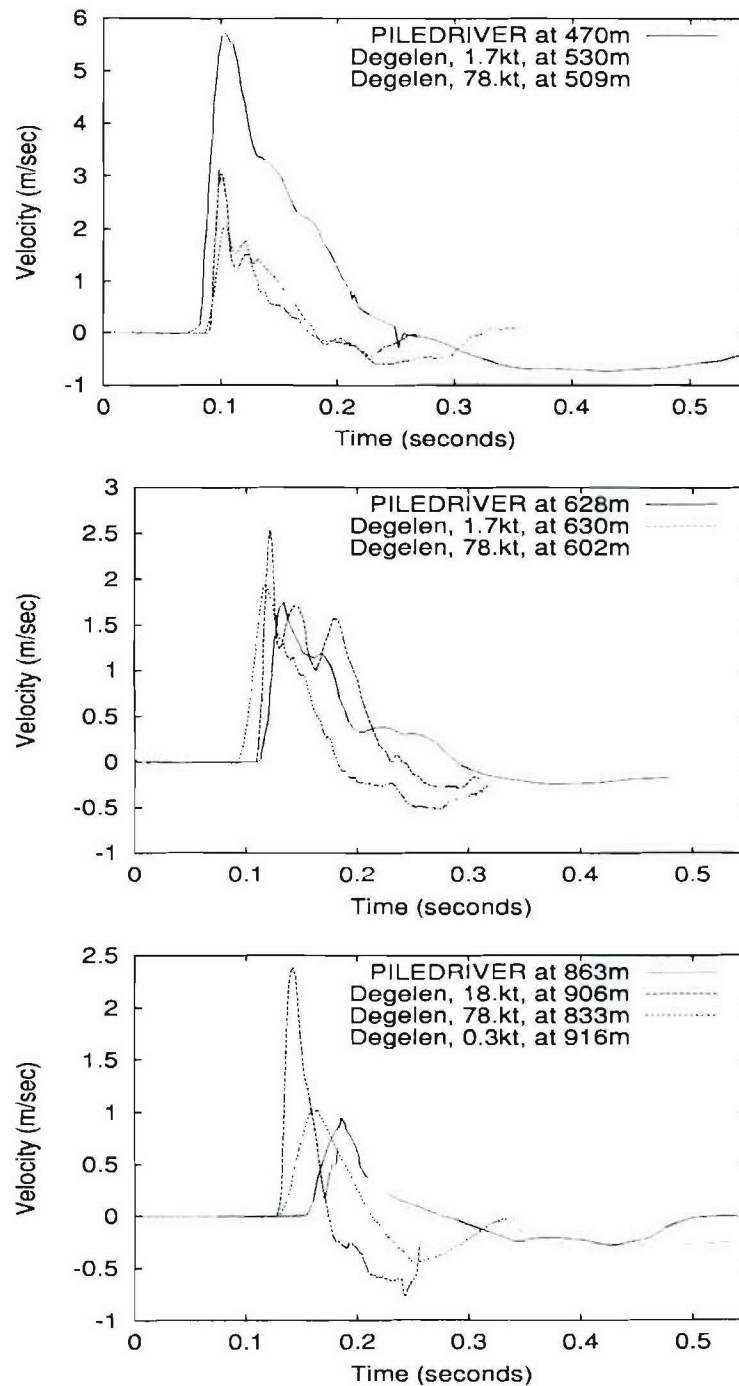 6
5
4
3
2
1
0
-1
Velocity (m/sec)
PILEDRIVER at 470m
Degelen, 1.7kt, at 530m
Degelen, 78.kt, at 509m
0 0.1 0.2 0.3 0.4 0.5
Time (seconds)
3
2.5
2
1.5
1
0.5
0
-0.5
-1
Velocity (m/sec)
PILEDRIVER at 628m
Degelen, 1.7kt, at 630m
Degelen, 78.kt, at 602m
0 0.1 0.2 0.3 0.4 0.5
Time (seconds)
2.5
2
1.5
1
0.5
0
-0.5
-1
Velocity (m/sec)
PILEDRIVER at 863m
Degelen, 18.kt, at 906m
Degelen, 78.kt, at 833m
Degelen, 0.3kt, at 916m
0 0.1 0.2 0.3 0.4 0.5
Time (seconds)